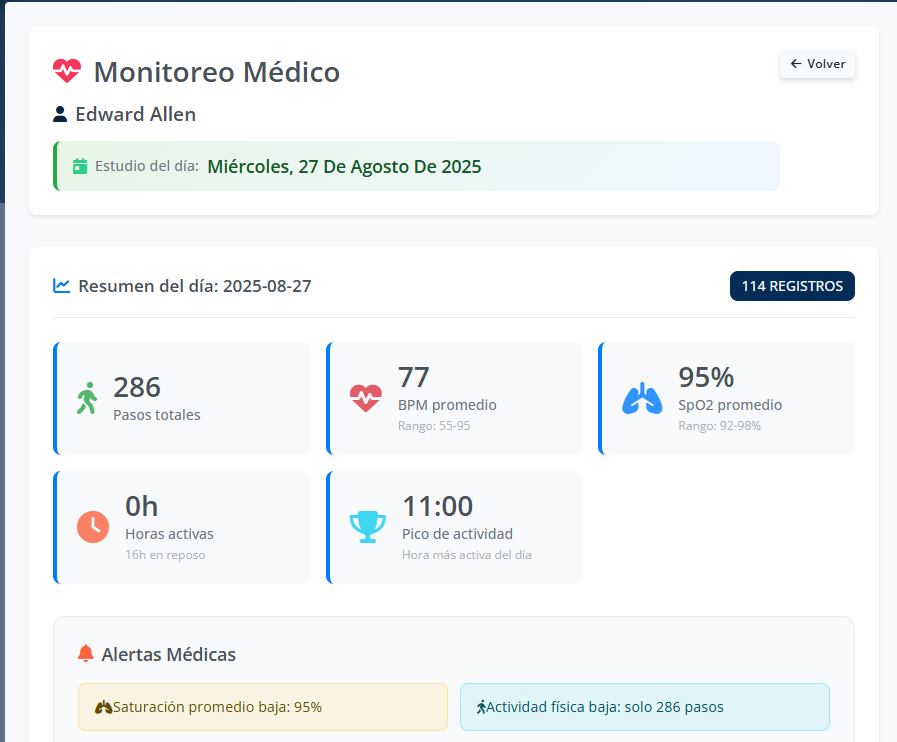 Monitoreo Médico
← Volver
Edward Allen
Estudio del día: Miércoles, 27 De Agosto De 2025
Resumen del día: 2025-08-27
114 REGISTROS
286
Pasos totales
77
BPM promedio
Rango: 55-95
95%
SpO2 promedio
Rango: 92-98%
0h
Horas activas
16h en reposo
11:00
Pico de actividad
Hora más activa del día
Alertas Médicas
Saturación promedio baja: 95%
Actividad física baja: solo 286 pasos